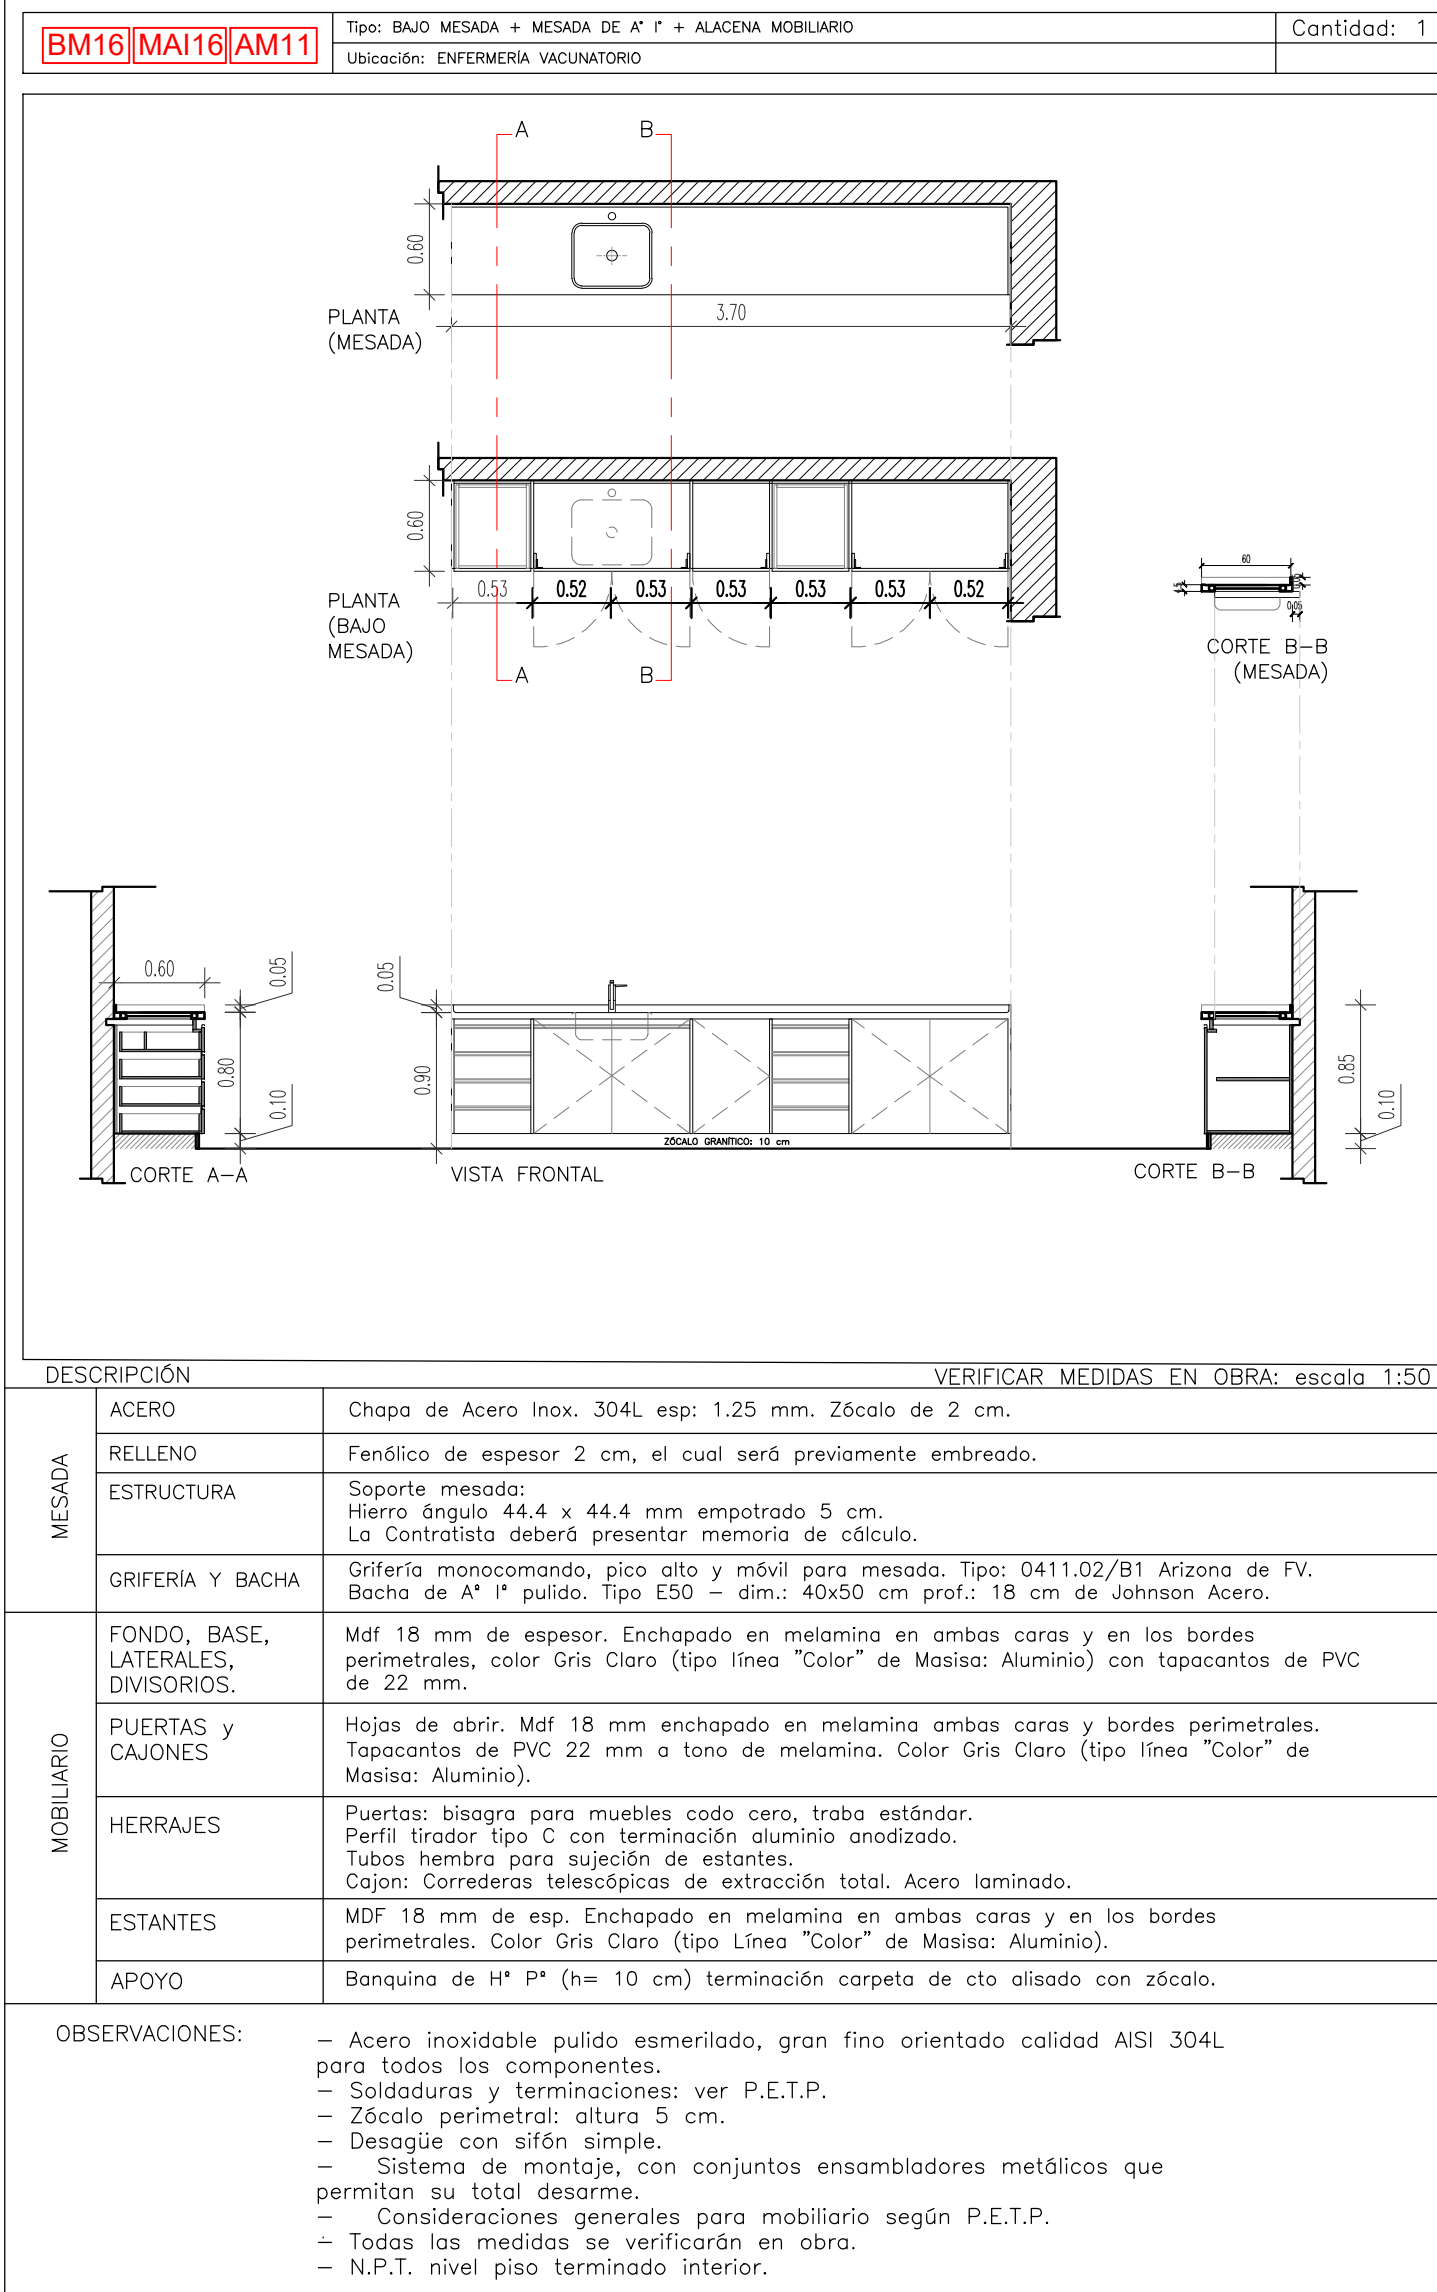 BM16 MAI16 AM11
Tipo: BAJO MESADA + MESADA DE A° I° + ALACENA MOBILIARIO
Cantidad: 1
Ubicación: ENFERMERÍA VACUNATORIO
A
B
0.60
3.70
PLANTA
(MESADA)
0.60
0.53 0.52 0.53 0.53 0.53 0.53 0.52
PLANTA
(BAJO
MESADA)
A
B
60
0.05
CORTE B-B
(MESADA)
0.60
0.05
0.80
0.10
CORTE A-A
0.05
0.90
ZÓCALO GRANÍTICO: 10 cm
VISTA FRONTAL
0.85
0.10
CORTE B-B
DESCRIPCIÓN
VERIFICAR MEDIDAS EN OBRA: escala 1:50
MESADA
ACERO
Chapa de Acero Inox. 304L esp: 1.25 mm. Zócalo de 2 cm.
RELLENO
Fenólico de espesor 2 cm, el cual será previamente embreado.
ESTRUCTURA
Soporte mesada:
Hierro ángulo 44.4 x 44.4 mm empotrado 5 cm.
La Contratista deberá presentar memoria de cálculo.
GRIFERÍA Y BACHA
Grifería monocomando, pico alto y móvil para mesada. Tipo: 0411.02/B1 Arizona de FV.
Bacha de A° I° pulido. Tipo E50 – dim.: 40x50 cm prof.: 18 cm de Johnson Acero.
MOBILIARIO
FONDO, BASE,
LATERALES,
DIVISORIOS.
Mdf 18 mm de espesor. Enchapado en melamina en ambas caras y en los bordes
perimetrales, color Gris Claro (tipo línea "Color" de Masisa: Aluminio) con tapacantos de PVC
de 22 mm.
PUERTAS y
CAJONES
Hojas de abrir. Mdf 18 mm enchapado en melamina ambas caras y bordes perimetrales.
Tapacantos de PVC 22 mm a tono de melamina. Color Gris Claro (tipo línea "Color" de
Masisa: Aluminio).
HERRAJES
Puertas: bisagra para muebles codo cero, traba estándar.
Perfil tirador tipo C con terminación aluminio anodizado.
Tubos hembra para sujeción de estantes.
Cajon: Correderas telescópicas de extracción total. Acero laminado.
ESTANTES
MDF 18 mm de esp. Enchapado en melamina en ambas caras y en los bordes
perimetrales. Color Gris Claro (tipo Línea "Color" de Masisa: Aluminio).
APOYO
Banquina de H° P° (h= 10 cm) terminación carpeta de cto alisado con zócalo.
OBSERVACIONES:
– Acero inoxidable pulido esmerilado, gran fino orientado calidad AISI 304L
para todos los componentes.
– Soldaduras y terminaciones: ver P.E.T.P.
– Zócalo perimetral: altura 5 cm.
– Desagüe con sifón simple.
– Sistema de montaje, con conjuntos ensambladores metálicos que
permitan su total desarme.
– Consideraciones generales para mobiliario según P.E.T.P.
– Todas las medidas se verificarán en obra.
– N.P.T. nivel piso terminado interior.